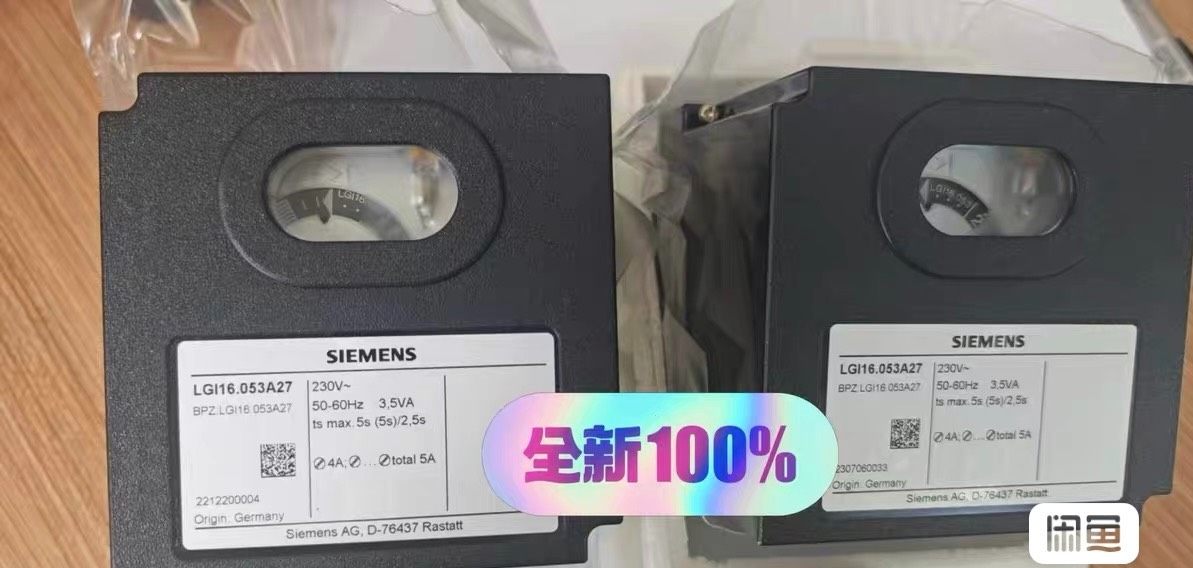 LGI16
SIEMENS
LGI16.053A27
BPZ.LGI16.053A27
230V~
50-60Hz 3,5VA
ts max. 5s (5s)/2,5s
4A; ... total 5A
2212200004
Origin: Germany
Siemens AG, D-76437 Rastatt
全新100%
LGI16.053
SIEMENS
LGI16.053A27
BPZ.LGI16.053A27
230V~
50-60Hz 3,5VA
ts max. 5s (5s)/2,5s
4A; ... total 5A
2307060033
Origin: Germany
Siemens AG, D-76437 Rastatt
闲鱼